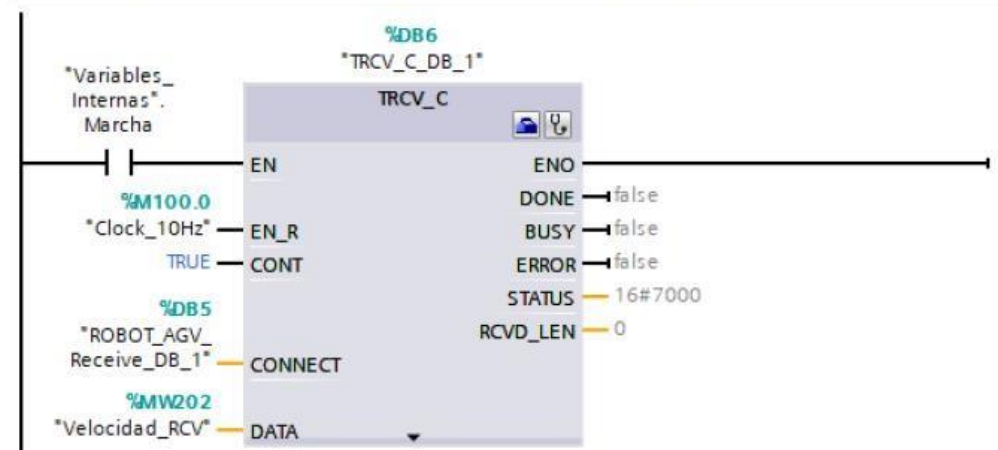 %DB6
"TRCV_C_DB_1"
"Variables_
Internas".
Marcha
TRCV_C
EN
ENO
%M100.0
"Clock_10Hz"
EN_R
DONE
false
BUSY
false
TRUE
CONT
ERROR
false
STATUS
16#7000
%DB5
"ROBOT_AGV_
Receive_DB_1"
CONNECT
RCVD_LEN
0
%MW202
"Velocidad_RCV"
DATA